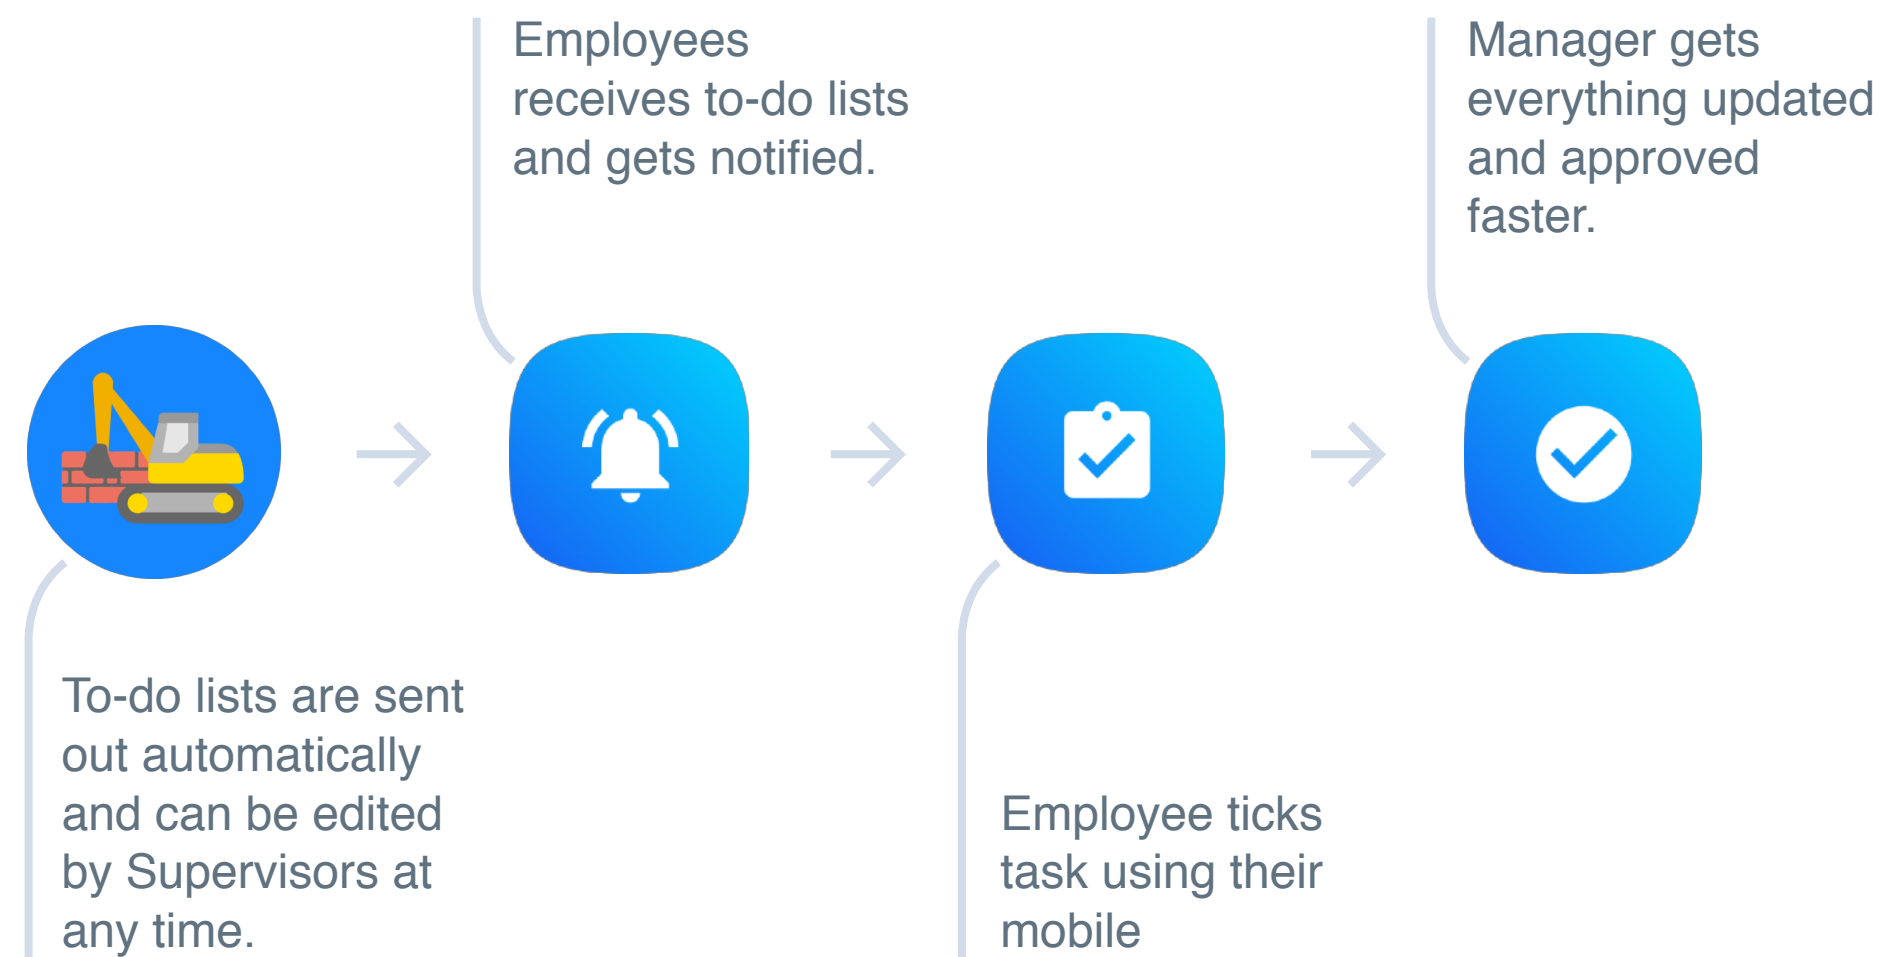 Employees
receives to-do lists
and gets notified.
Manager gets
everything updated
and approved
faster.
To-do lists are sent
out automatically
and can be edited
by Supervisors at
any time.
Employee ticks
task using their
mobile